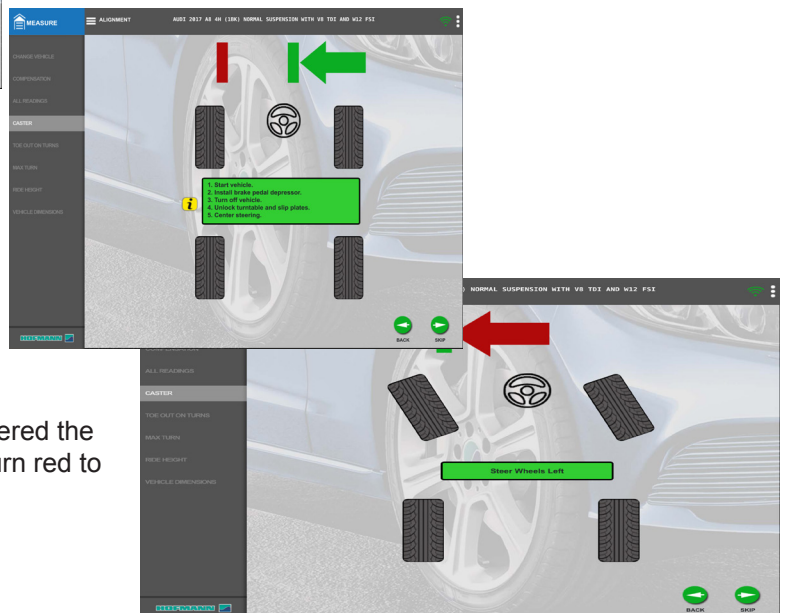 MEASURE
ALIGNMENT
AUDI 2017 A8 4H (18K) NORMAL SUSPENSION WITH V8 TDI AND W12 FSI
CHANGE VEHICLE
COMPENSATION
ALL READINGS
CASTER
TOE OUT ON TURNS
MAX TURN
RIDE HEIGHT
VEHICLE DIMENSIONS
1. Start vehicle.
2. Install brake pedal depressor.
3. Turn off vehicle.
4. Unlock turntable and slip plates.
5. Center steering.
i
HOFMANN
BACK
SKIP
) NORMAL SUSPENSION WITH V8 TDI AND W12 FSI
ALL READINGS
CASTER
TOE OUT ON TURNS
MAX TURN
RIDE HEIGHT
VEHICLE DIMENSIONS
Steer Wheels Left
HOFMANN
BACK
SKIP
ered the
urn red to